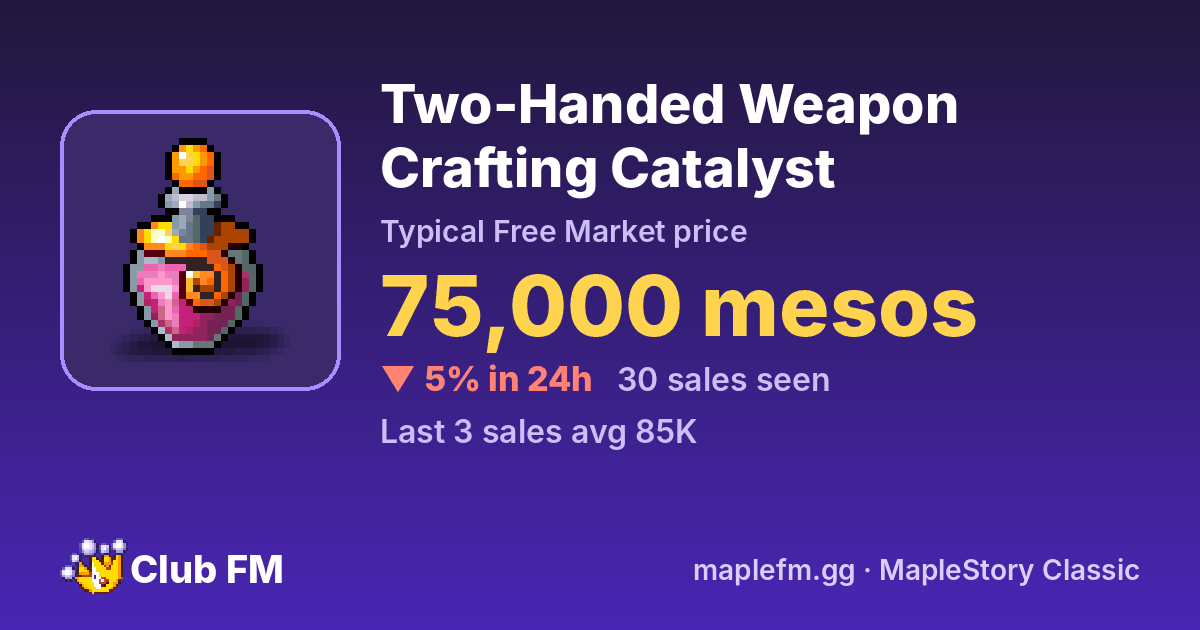 Two-Handed Weapon
Crafting Catalyst
Typical Free Market price
75,000 mesos
▼ 5% in 24h 30 sales seen
Last 3 sales avg 85K
Club FM
maplefm.gg · MapleStory Classic